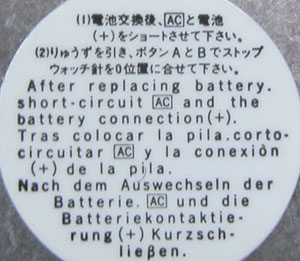 (1)電池交換後、AC と電池
(+)をショートさせて下さい。
(2)りゅうずを引き、ボタンAとBでストップ
ウォッチ針を0位置に合せて下さい。
After replacing battery.
short-circuit AC and the
battery connection(+).
Tras colocar la pila.corto-
circuitar AC y la conexiòn
(+) de la pila.
Nach dem Auswechseln der
Batterie. AC und die
Batteriekontaktie-
rung(+) Kurzsch-
ließen.